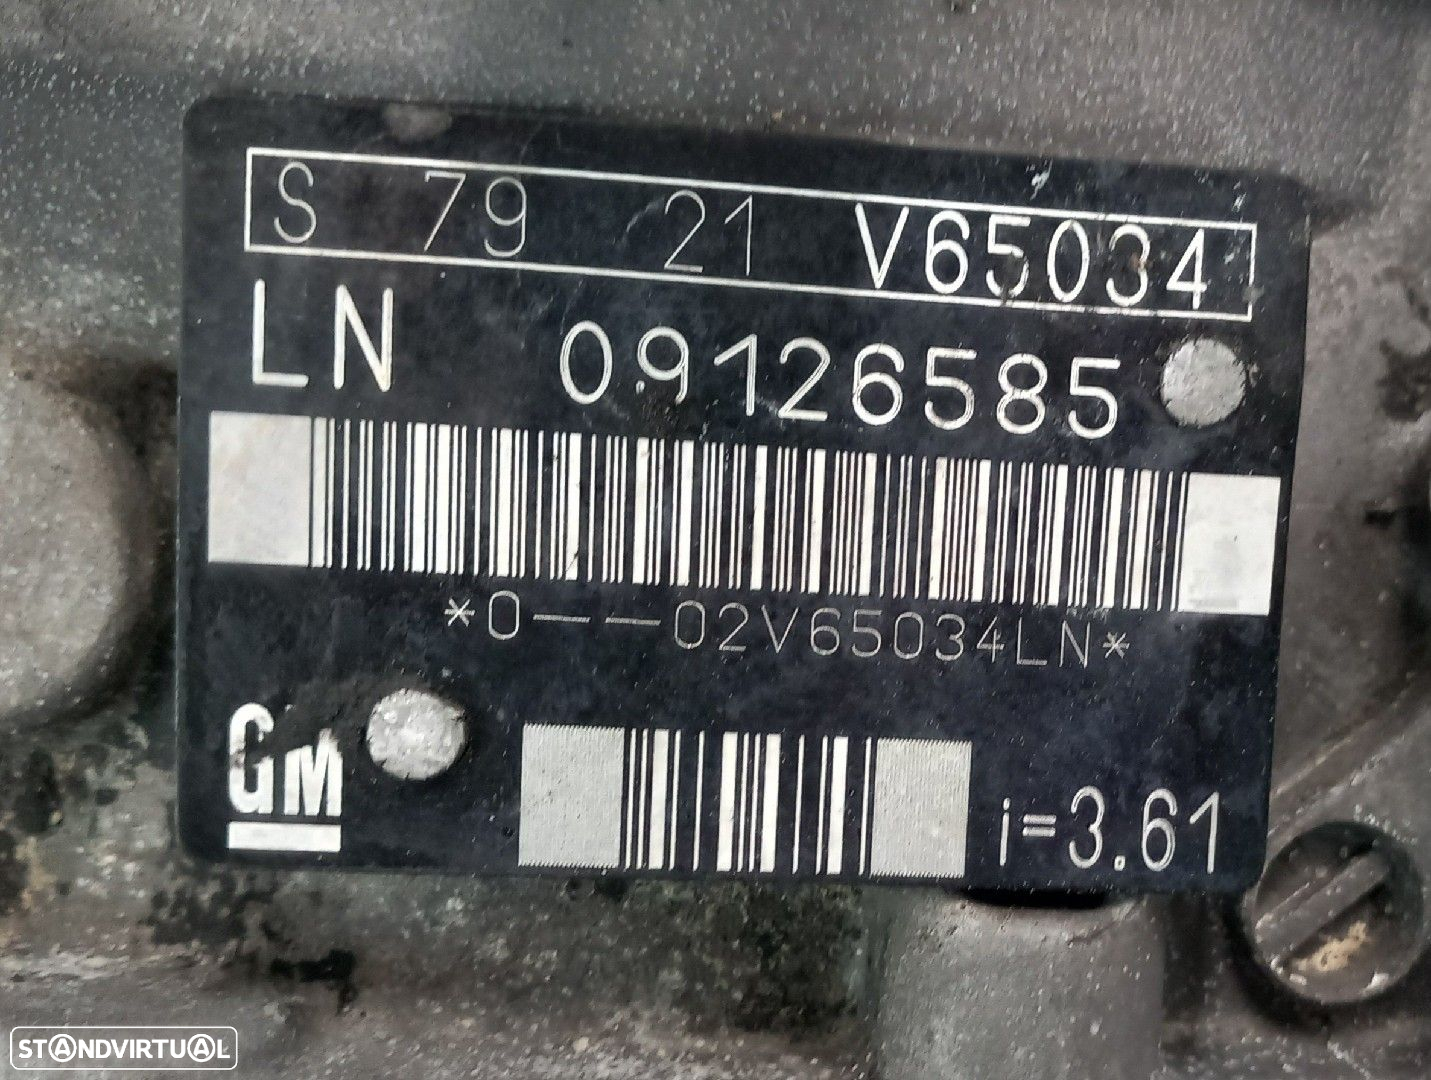 S 79 21 V65034
LN 09126585
*0---02V65034LN*
GM
i=3.61
STANDVIRTUAL